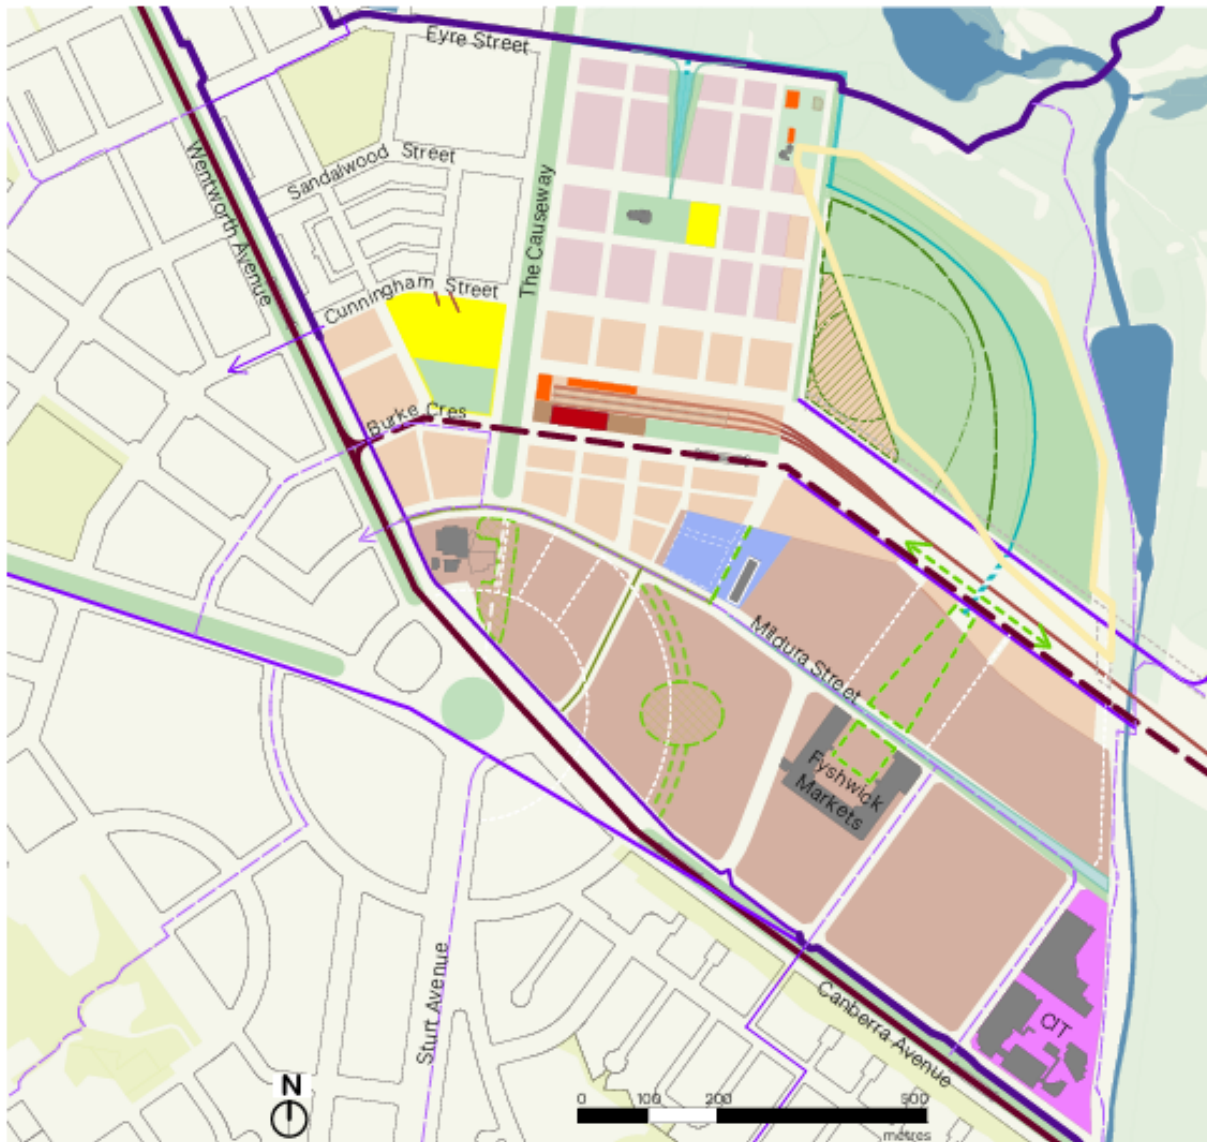 Eyre Street
Sandalwood Street
Wentworth Avenue
The Causeway
Cunningham Street
Burke Cres
Mildura Street
Fyshwick
Markets
Sturt Avenue
Canberra Avenue
CIT
N
0 100 200 500
metres